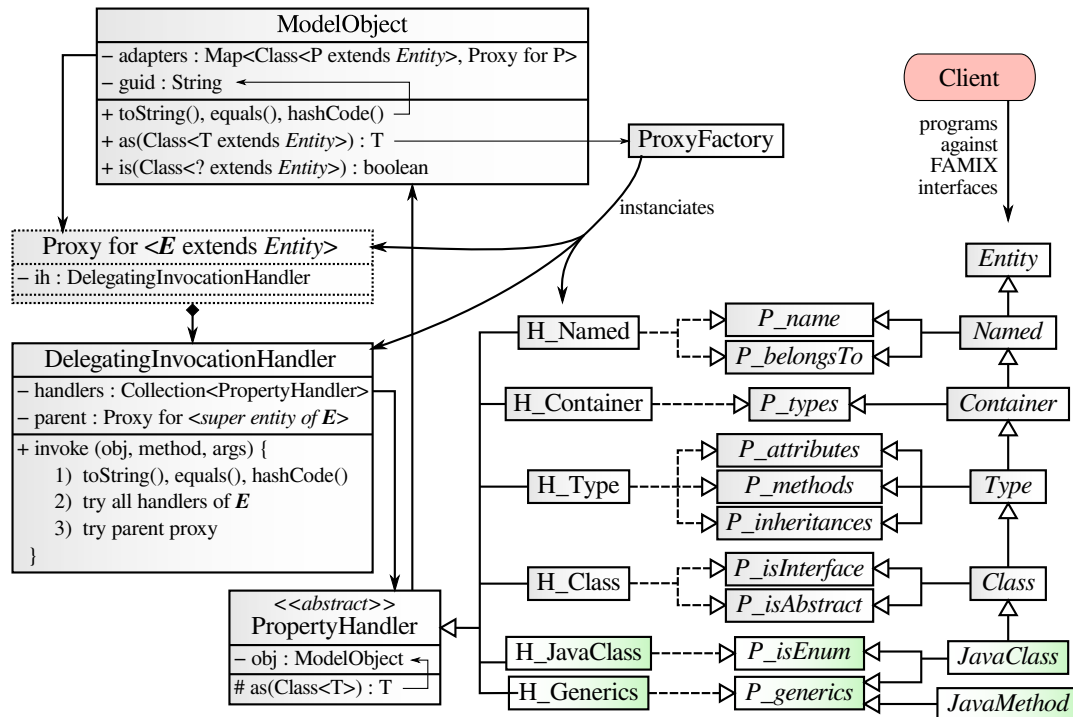 ModelObject
– adapters : Map<Class<P extends Entity>, Proxy for P>
– guid : String
+ toString(), equals(), hashCode()
+ as(Class<T extends Entity>) : T
+ is(Class<? extends Entity>) : boolean
ProxyFactory
instanciates
Client
programs
against
FAMIX
interfaces
Proxy for <E extends Entity>
– ih : DelegatingInvocationHandler
DelegatingInvocationHandler
– handlers : Collection<PropertyHandler>
– parent : Proxy for <super entity of E>
+ invoke (obj, method, args) {
1) toString(), equals(), hashCode()
2) try all handlers of E
3) try parent proxy
}
<<abstract>>
PropertyHandler
– obj : ModelObject
# as(Class<T>) : T
Entity
H_Named
P_name
P_belongsTo
Named
H_Container
P_types
Container
H_Type
P_attributes
P_methods
P_inheritances
Type
H_Class
P_isInterface
P_isAbstract
Class
H_JavaClass
P_isEnum
JavaClass
H_Generics
P_generics
JavaMethod